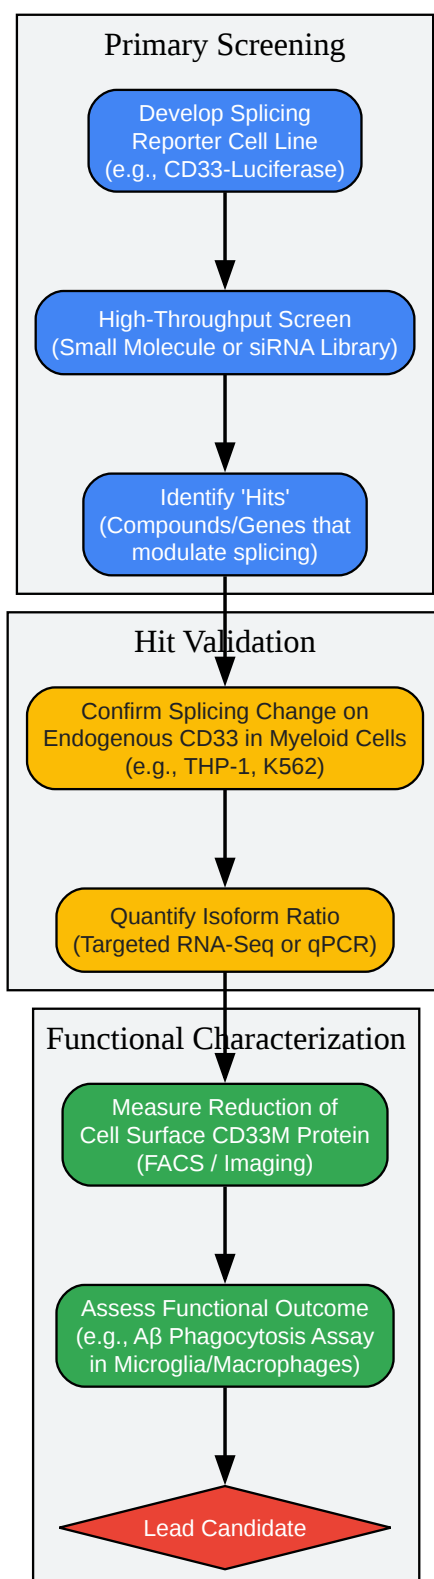 Primary Screening
Develop Splicing
Reporter Cell Line
(e.g., CD33-Luciferase)
High-Throughput Screen
(Small Molecule or siRNA Library)
Identify 'Hits'
(Compounds/Genes that
modulate splicing)
Hit Validation
Confirm Splicing Change on
Endogenous CD33 in Myeloid Cells
(e.g., THP-1, K562)
Quantify Isoform Ratio
(Targeted RNA-Seq or qPCR)
Functional Characterization
Measure Reduction of
Cell Surface CD33M Protein
(FACS / Imaging)
Assess Functional Outcome
(e.g., Aβ Phagocytosis Assay
in Microglia/Macrophages)
Lead Candidate